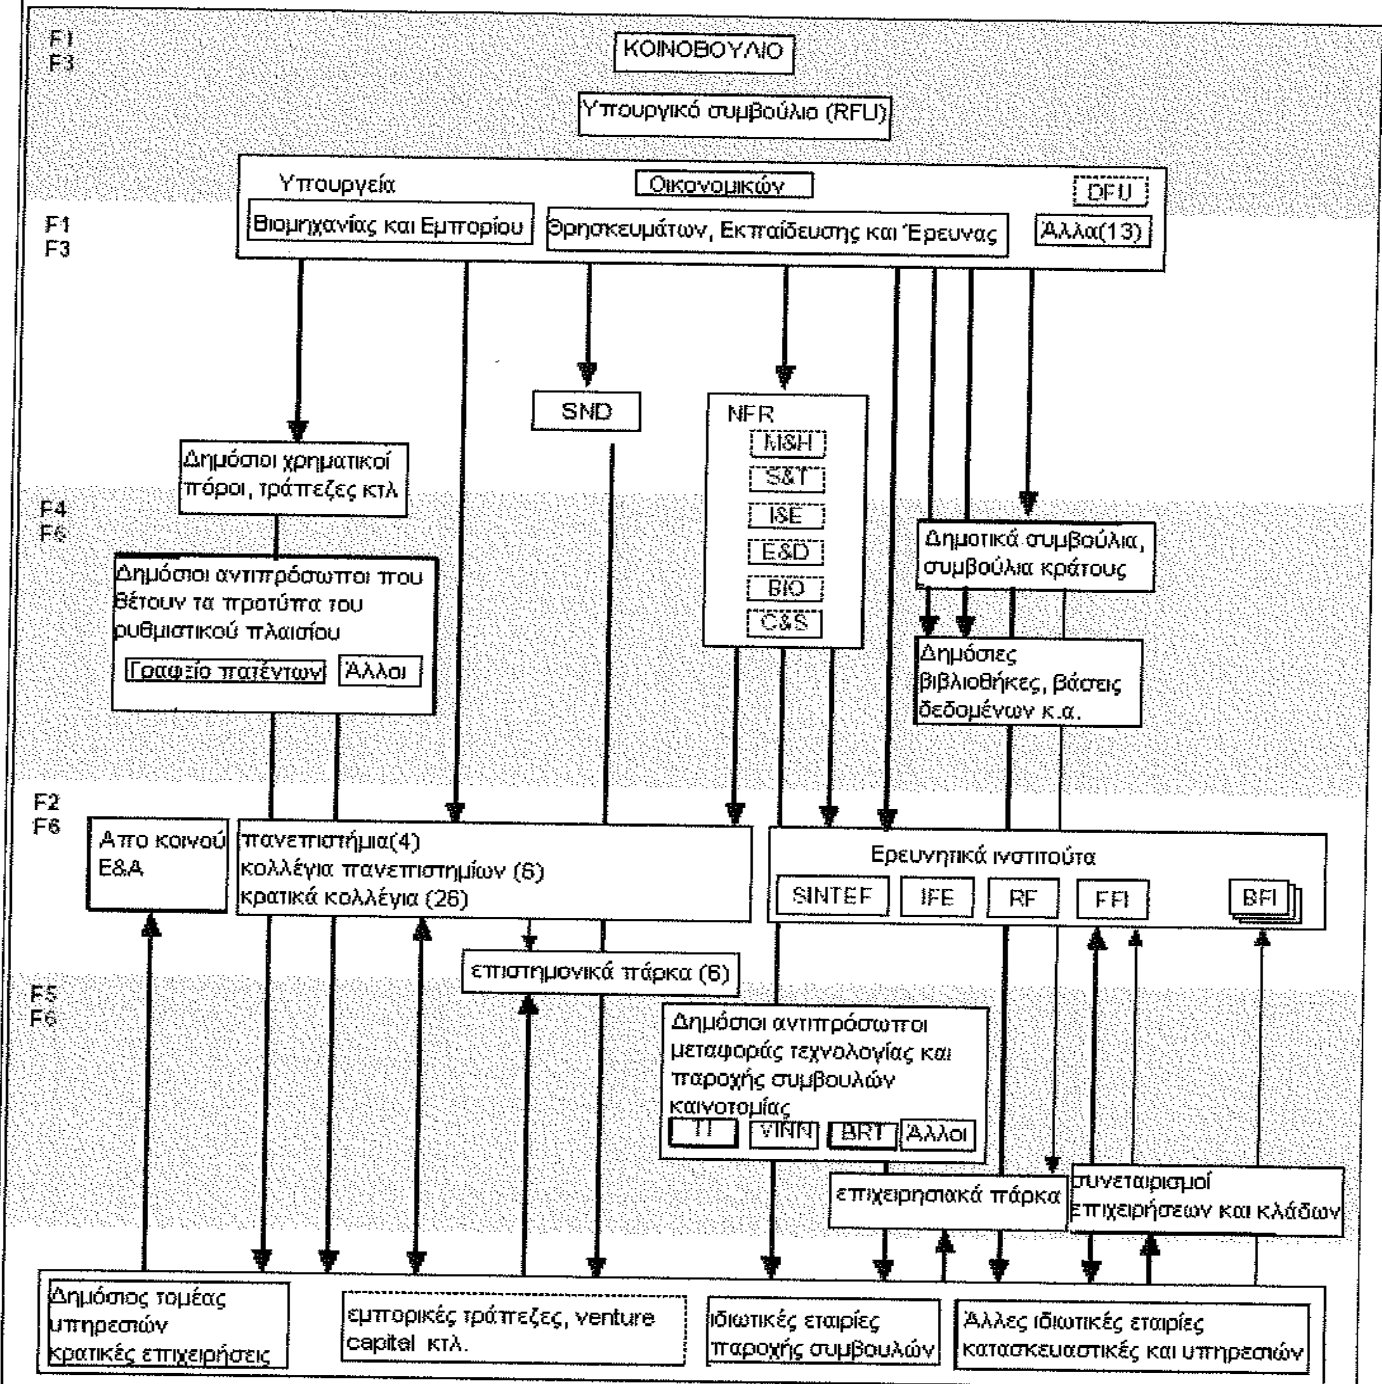 F1
F3
ΚΟΙΝΟΒΟΥΛΙΟ
Υπουργικό συμβούλιο (RFU)
Υπουργεία
Οικονομικών
DFU
F1
F3
Βιομηχανίας και Εμπορίου
Θρησκευμάτων, Εκπαίδευσης και Έρευνας
Άλλα(13)
SND
NFR
M&H
S&T
I&E
E&D
BIO
C&S
Δημόσιοι χρηματικοί
πόροι, τράπεζες κτλ
F4
F6
Δημόσιοι αντιπρόσωποι που
θέτουν τα προτύπα του
ρυθμιστικού πλαισίου
Γραφείο πατέντων
Άλλοι
Δημοτικά συμβούλια,
συμβούλια κράτους
Δημόσιες
βιβλιοθήκες, βάσεις
δεδομένων κ.α.
F2
F6
Απο κοινού
Ε&Α
πανεπιστήμια(4)
κολλέγια πανεπιστημίων (6)
κρατικά κολλέγια (26)
Ερευνητικά ινστιτούτα
SINTEF
IFE
RF
FFI
BFI
επιστημονικά πάρκα (6)
F5
F6
Δημόσιοι αντιπρόσωποι
μεταφοράς τεχνολογίας και
παροχής συμβουλών
καινοτομίας
TI
VINN
BRT
Άλλοι
επιχειρησιακά πάρκα
συνεταιρισμοί
επιχειρήσεων και κλάδων
Δημόσιος τομέας
υπηρεσιών
κρατικές επιχειρήσεις
εμπορικές τράπεζες, venture
capital κτλ.
ιδιωτικές εταιρίες
παροχής συμβουλών
Άλλες ιδιωτικές εταιρίες
κατασκευαστικές και υπηρεσιών